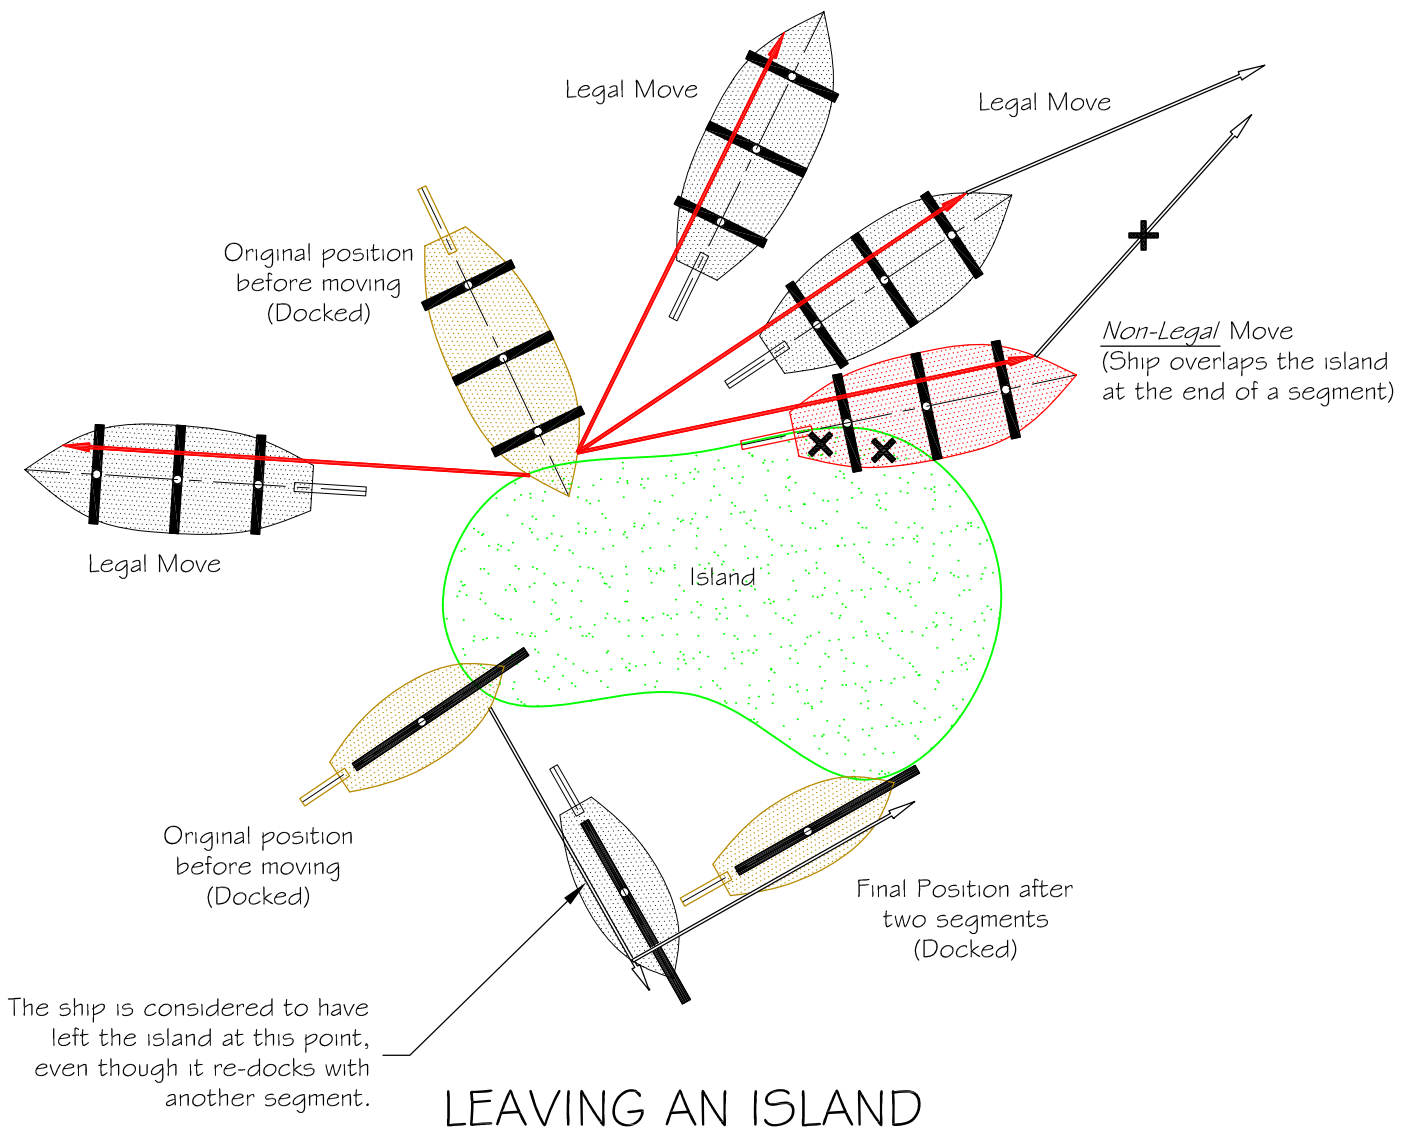 Legal Move
Legal Move
Original position
before moving
(Docked)
Non-Legal Move
(Ship overlaps the island
at the end of a segment)
Legal Move
Island
Original position
before moving
(Docked)
Final Position after
two segments
(Docked)
The ship is considered to have
left the island at this point,
even though it re-docks with
another segment.
LEAVING AN ISLAND